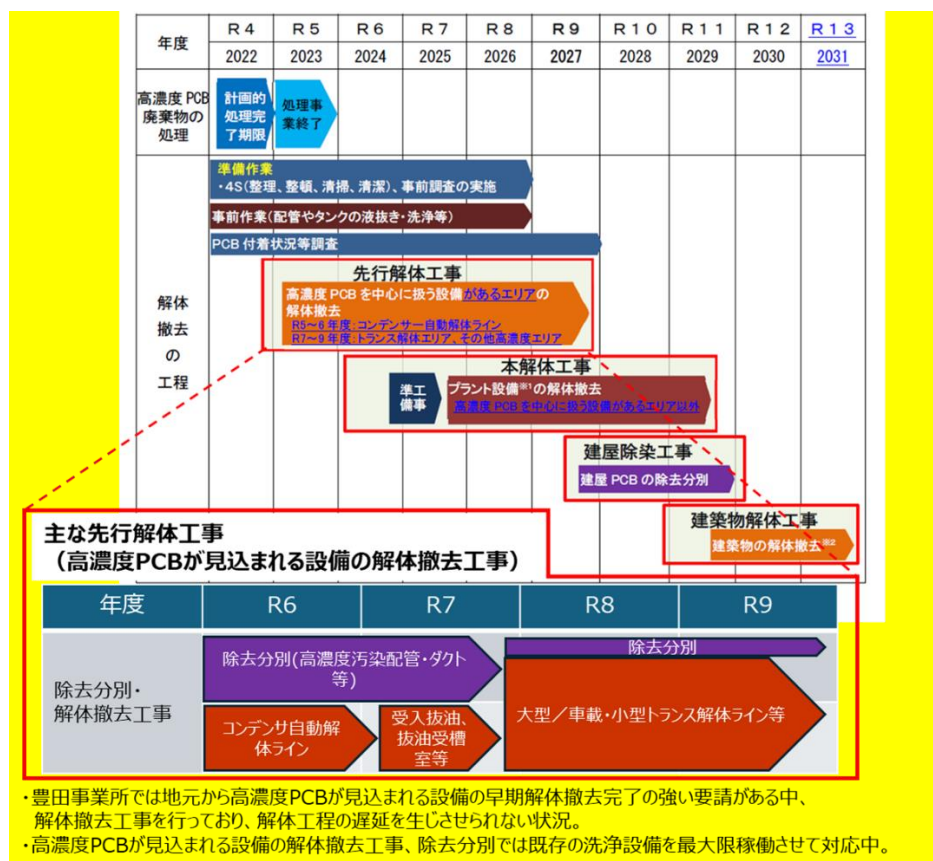 年度
R4 R5 R6 R7 R8 R9 R10 R11 R12 R13
2022 2023 2024 2025 2026 2027 2028 2029 2030 2031
高濃度PCB
廃棄物の
処理
計画的
処理完
了期限
処理事
業終了
解体
撤去
の
工程
準備作業
・4S(整理、整頓、清掃、清潔)、事前調査の実施
事前作業(配管やタンクの液抜き・洗浄等)
PCB付着状況等調査
先行解体工事
高濃度PCBを中心に扱う設備があるエリアの
解体撤去
R5~6年度:コンデンサー自動解体ライン
R7~9年度:トランス解体エリア、その他高濃度エリア
本解体工事
準工
備事
プラント設備※1の解体撤去
高濃度PCBを中心に扱う設備があるエリア以外
建屋除染工事
建屋PCBの除去分別
建築物解体工事
建築物の解体撤去※2
主な先行解体工事
(高濃度PCBが見込まれる設備の解体撤去工事)
年度 R6 R7 R8 R9
除去分別・
解体撤去工事
除去分別(高濃度汚染配管・ダクト
等)
除去分別
コンデンサ自動解
体ライン
受入抜油、
抜油受槽
室等
大型/車載・小型トランス解体ライン等
・豊田事業所では地元から高濃度PCBが見込まれる設備の早期解体撤去完了の強い要請がある中、
解体撤去工事を行っており、解体工程の遅延を生じさせられない状況。
・高濃度PCBが見込まれる設備の解体撤去工事、除去分別では既存の洗浄設備を最大限稼働させて対応中。